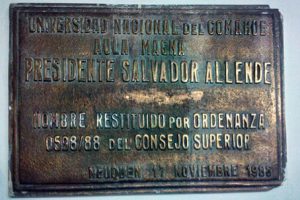 UNIVERSIDAD NACIONAL DEL COMAHUE
AULA MAGNA
PRESIDENTE SALVADOR ALLENDE
NOMBRE RESTITUIDO POR ORDENANZA
0598/88 DEL CONSEJO SUPERIOR
NEUQUEN 17 NOVIEMBRE